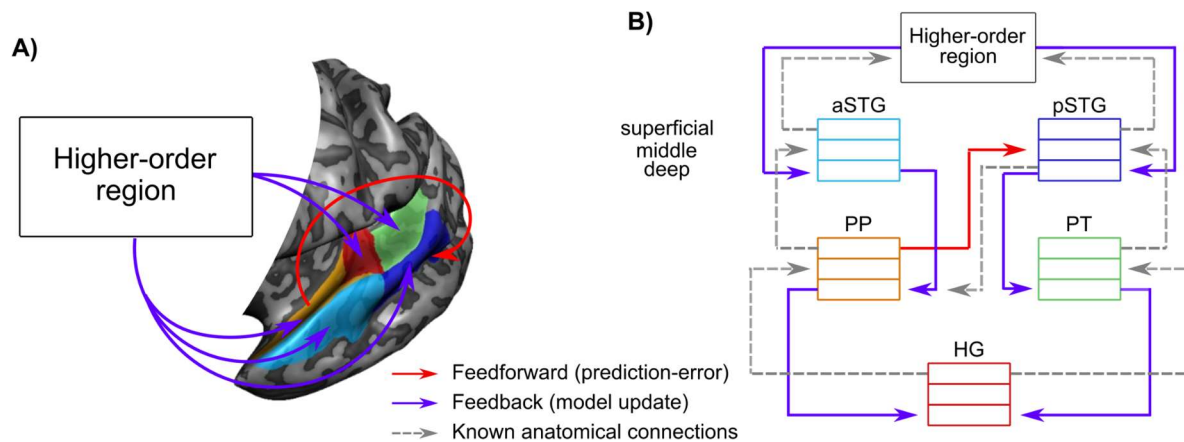 A)
Higher-order
region
Feedforward (prediction-error)
Feedback (model update)
Known anatomical connections
B)
Higher-order
region
aSTG
pSTG
superficial
middle
deep
PP
PT
HG